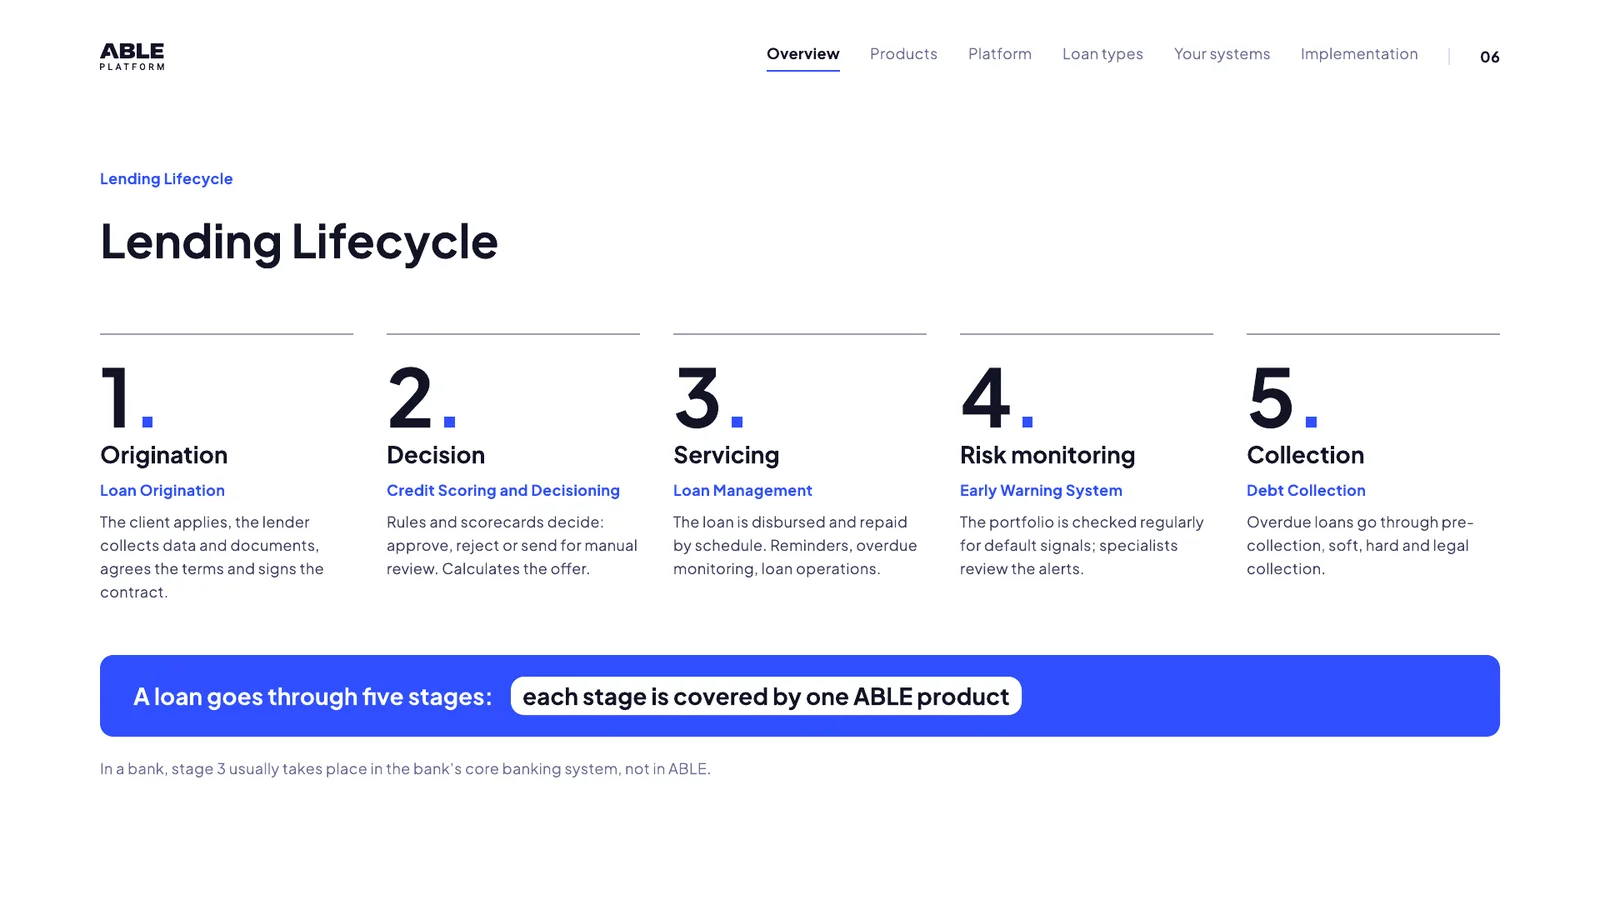 ABLE
PLATFORM
Overview Products Platform Loan types Your systems Implementation 06
Lending Lifecycle
Lending Lifecycle
1.
Origination
Loan Origination
The client applies, the lender
collects data and documents,
agrees the terms and signs the
contract.
2.
Decision
Credit Scoring and Decisioning
Rules and scorecards decide:
approve, reject or send for manual
review. Calculates the offer.
3.
Servicing
Loan Management
The loan is disbursed and repaid
by schedule. Reminders, overdue
monitoring, loan operations.
4.
Risk monitoring
Early Warning System
The portfolio is checked regularly
for default signals; specialists
review the alerts.
5.
Collection
Debt Collection
Overdue loans go through pre-
collection, soft, hard and legal
collection.
A loan goes through five stages: each stage is covered by one ABLE product
In a bank, stage 3 usually takes place in the bank's core banking system, not in ABLE.